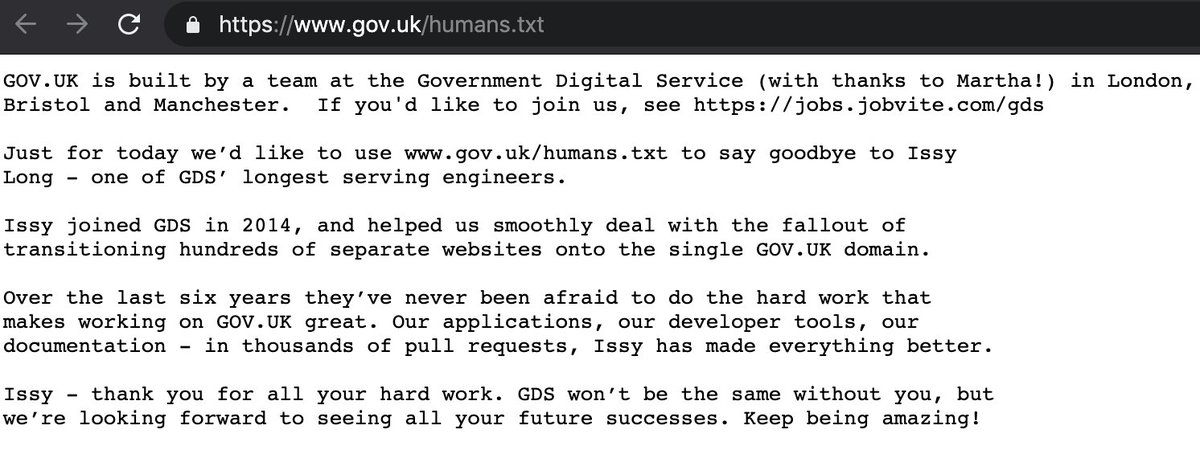 https://www.gov.uk/humans.txt
GOV.UK is built by a team at the Government Digital Service (with thanks to Martha!) in London,
Bristol and Manchester.  If you'd like to join us, see https://jobs.jobvite.com/gds
Just for today we’d like to use www.gov.uk/humans.txt to say goodbye to Issy
Long – one of GDS’ longest serving engineers.
Issy joined GDS in 2014, and helped us smoothly deal with the fallout of
transitioning hundreds of separate websites onto the single GOV.UK domain.
Over the last six years they’ve never been afraid to do the hard work that
makes working on GOV.UK great. Our applications, our developer tools, our
documentation – in thousands of pull requests, Issy has made everything better.
Issy – thank you for all your hard work. GDS won’t be the same without you, but
we’re looking forward to seeing all your future successes. Keep being amazing!